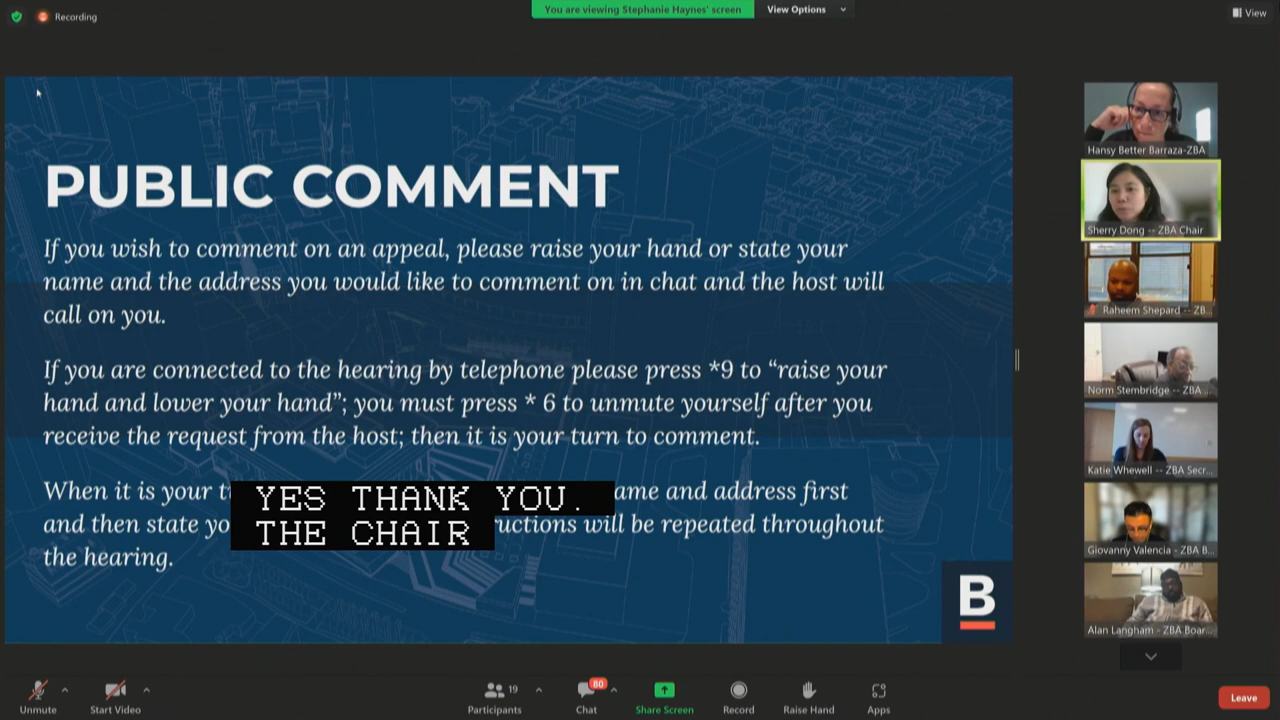 Recording
You are viewing Stephanie Haynes' screen
View Options
View
PUBLIC COMMENT
If you wish to comment on an appeal, please raise your hand or state your
name and the address you would like to comment on in chat and the host will
call on you.
If you are connected to the hearing by telephone please press *9 to “raise your
hand and lower your hand”; you must press * 6 to unmute yourself after you
receive the request from the host; then it is your turn to comment.
When it is your t
ame and address first
and then state yo
uctions will be repeated throughout
the hearing.
YES THANK YOU.
THE CHAIR
B
Hansy Better Barraza-ZBA
Sherry Dong -- ZBA Chair
Raheem Shepard -- ZB...
Norm Stembridge -- ZBA ...
Katie Whewell -- ZBA Secr...
Giovanny Valencia - ZBA B...
Alan Langham - ZBA Boar...
Unmute
Start Video
19
Participants
80
Chat
Share Screen
Record
Raise Hand
Apps
Leave